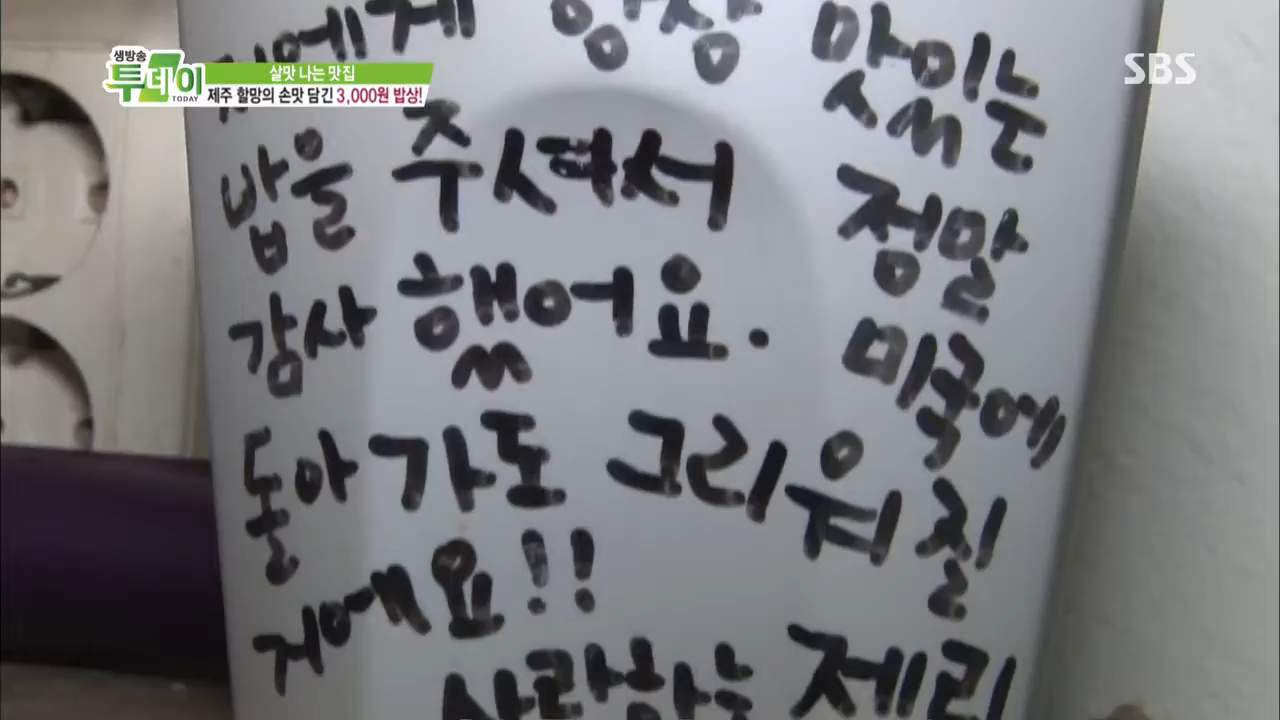 생방송
투데이
TODAY
살맛 나는 맛집
제주 할망의 손맛 담긴 3,000원 밥상!
SBS
항상 맛있는
밥을 주셔서 정말
감사 했어요. 미국에
돌아 가도 그리워 질
거에요!!
사랑하는 제리